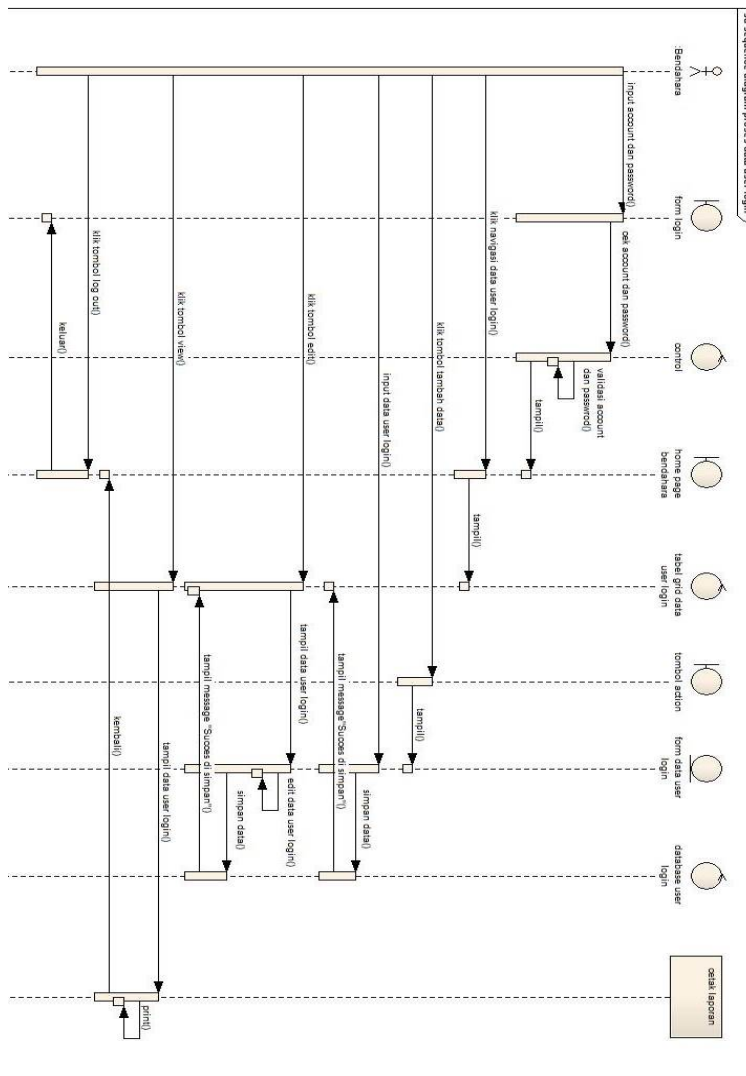 :Bendahara
form login
control
home page
bendahara
tabel grid data
user login
tombol action
form data user
login
database user
login
cetak laporan
input account dan password()
cek account dan password()
validasi account
dan passwrod()
tampil()
klik navigasi data user login()
tampil()
klik tombol tambah data()
tampil()
input data user login()
simpan data()
tampil message"Succes di simpan"()
klik tombol edit()
tampil data user login()
edit data user login()
simpan data()
tampil message "Succes di simpan"()
klik tombol view()
tampil data user login()
print()
kembali()
klik tombol log out()
keluar()